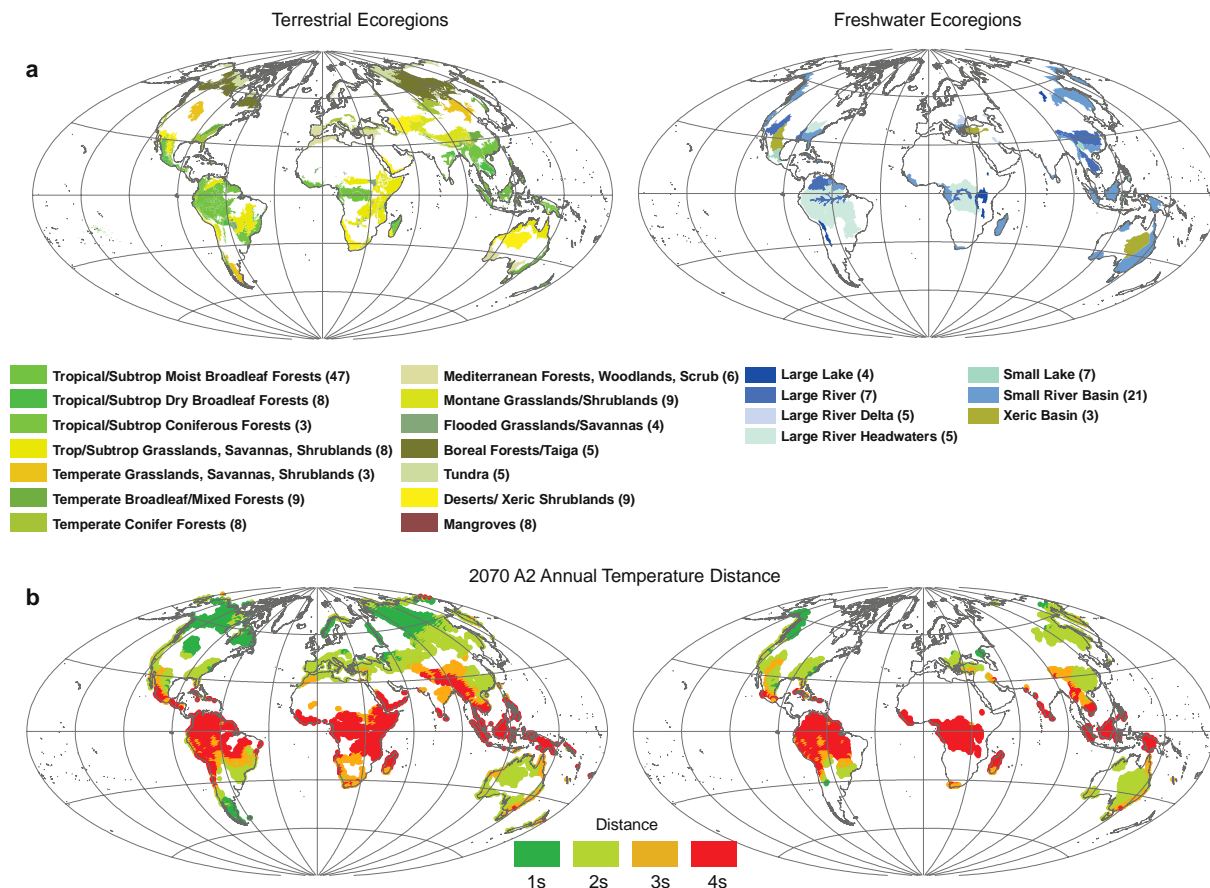 Terrestrial Ecoregions
Freshwater Ecoregions
a
Tropical/Subtrop Moist Broadleaf Forests (47)
Tropical/Subtrop Dry Broadleaf Forests (8)
Tropical/Subtrop Coniferous Forests (3)
Trop/Subtrop Grasslands, Savannas, Shrublands (8)
Temperate Grasslands, Savannas, Shrublands (3)
Temperate Broadleaf/Mixed Forests (9)
Temperate Conifer Forests (8)
Mediterranean Forests, Woodlands, Scrub (6)
Montane Grasslands/Shrublands (9)
Flooded Grasslands/Savannas (4)
Boreal Forests/Taiga (5)
Tundra (5)
Deserts/ Xeric Shrublands (9)
Mangroves (8)
Large Lake (4)
Large River (7)
Large River Delta (5)
Large River Headwaters (5)
Small Lake (7)
Small River Basin (21)
Xeric Basin (3)
2070 A2 Annual Temperature Distance
b
Distance
1s 2s 3s 4s